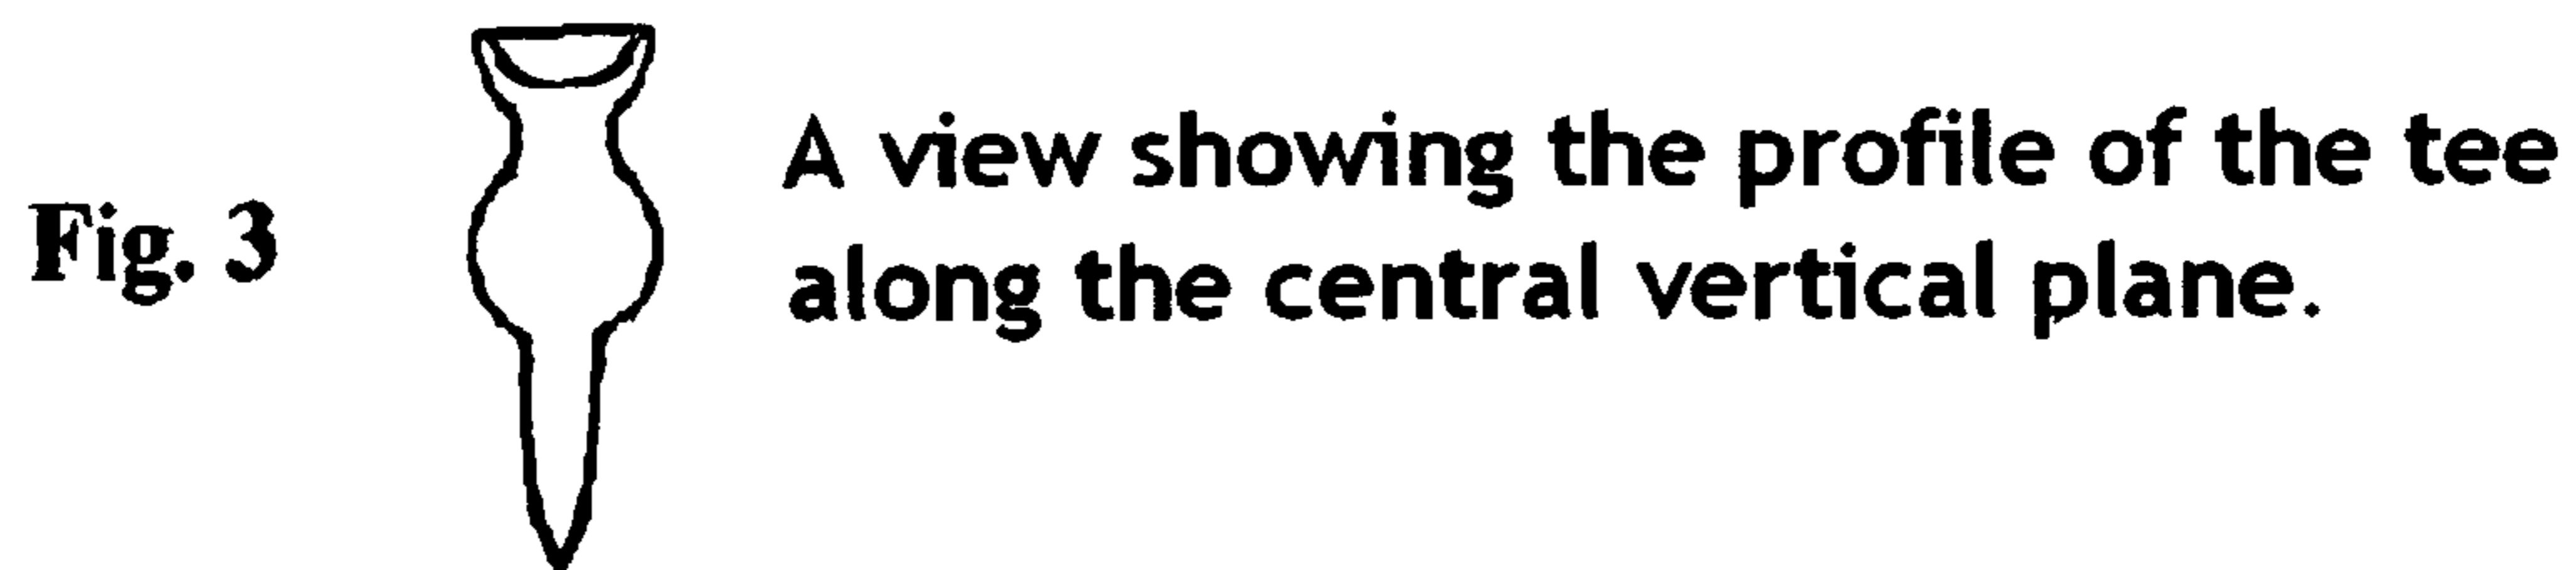 Fig. 3
A view showing the profile of the tee
along the central vertical plane.